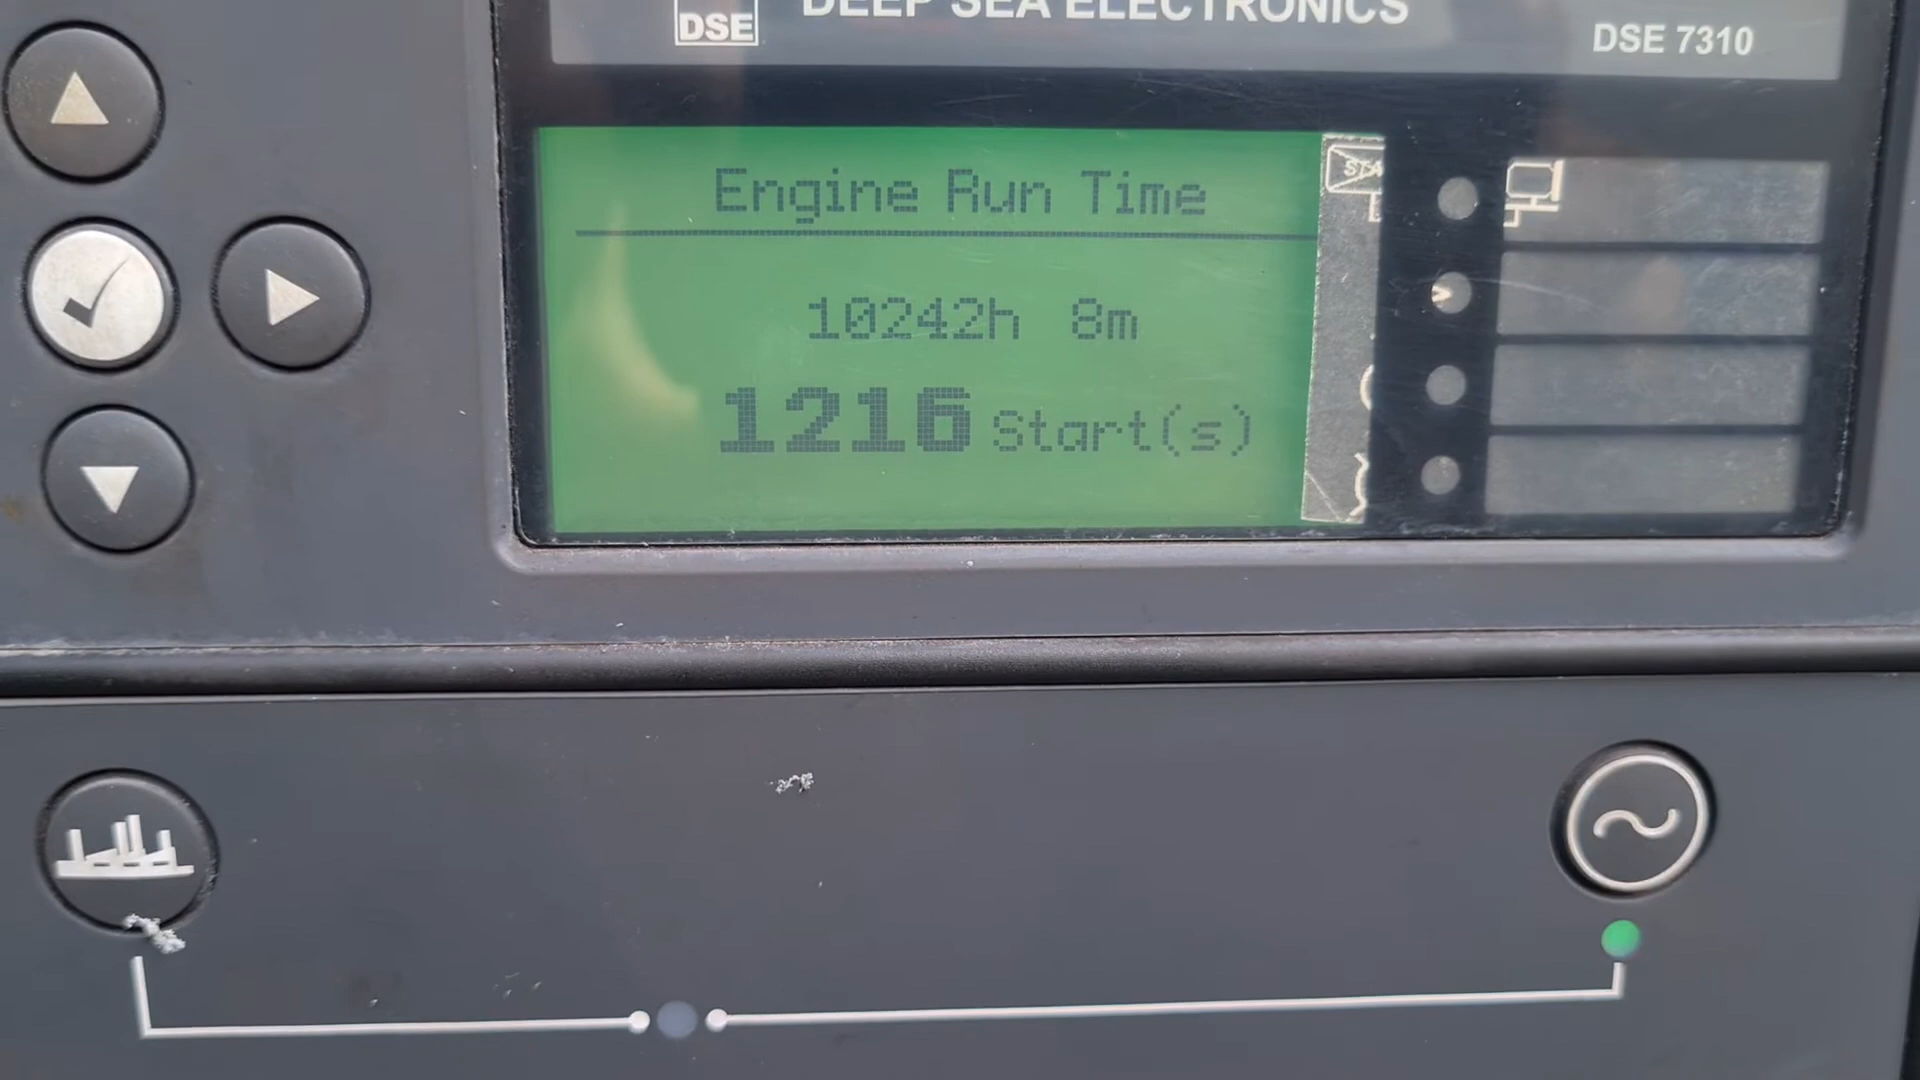 DSE
DEEP SEA ELECTRONICS
DSE 7310
Engine Run Time
10242h 8m
1216 Start(s)